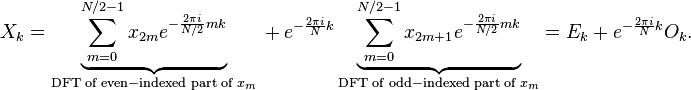 X_k = \underbrace{\sum_{m=0}^{N/2-1} x_{2m} e^{-\frac{2\pi i}{N/2} mk}}_{\text{DFT of even-indexed part of } x_m} + e^{-\frac{2\pi i}{N} k} \underbrace{\sum_{m=0}^{N/2-1} x_{2m+1} e^{-\frac{2\pi i}{N/2} mk}}_{\text{DFT of odd-indexed part of } x_m} = E_k + e^{-\frac{2\pi i}{N} k} O_k.